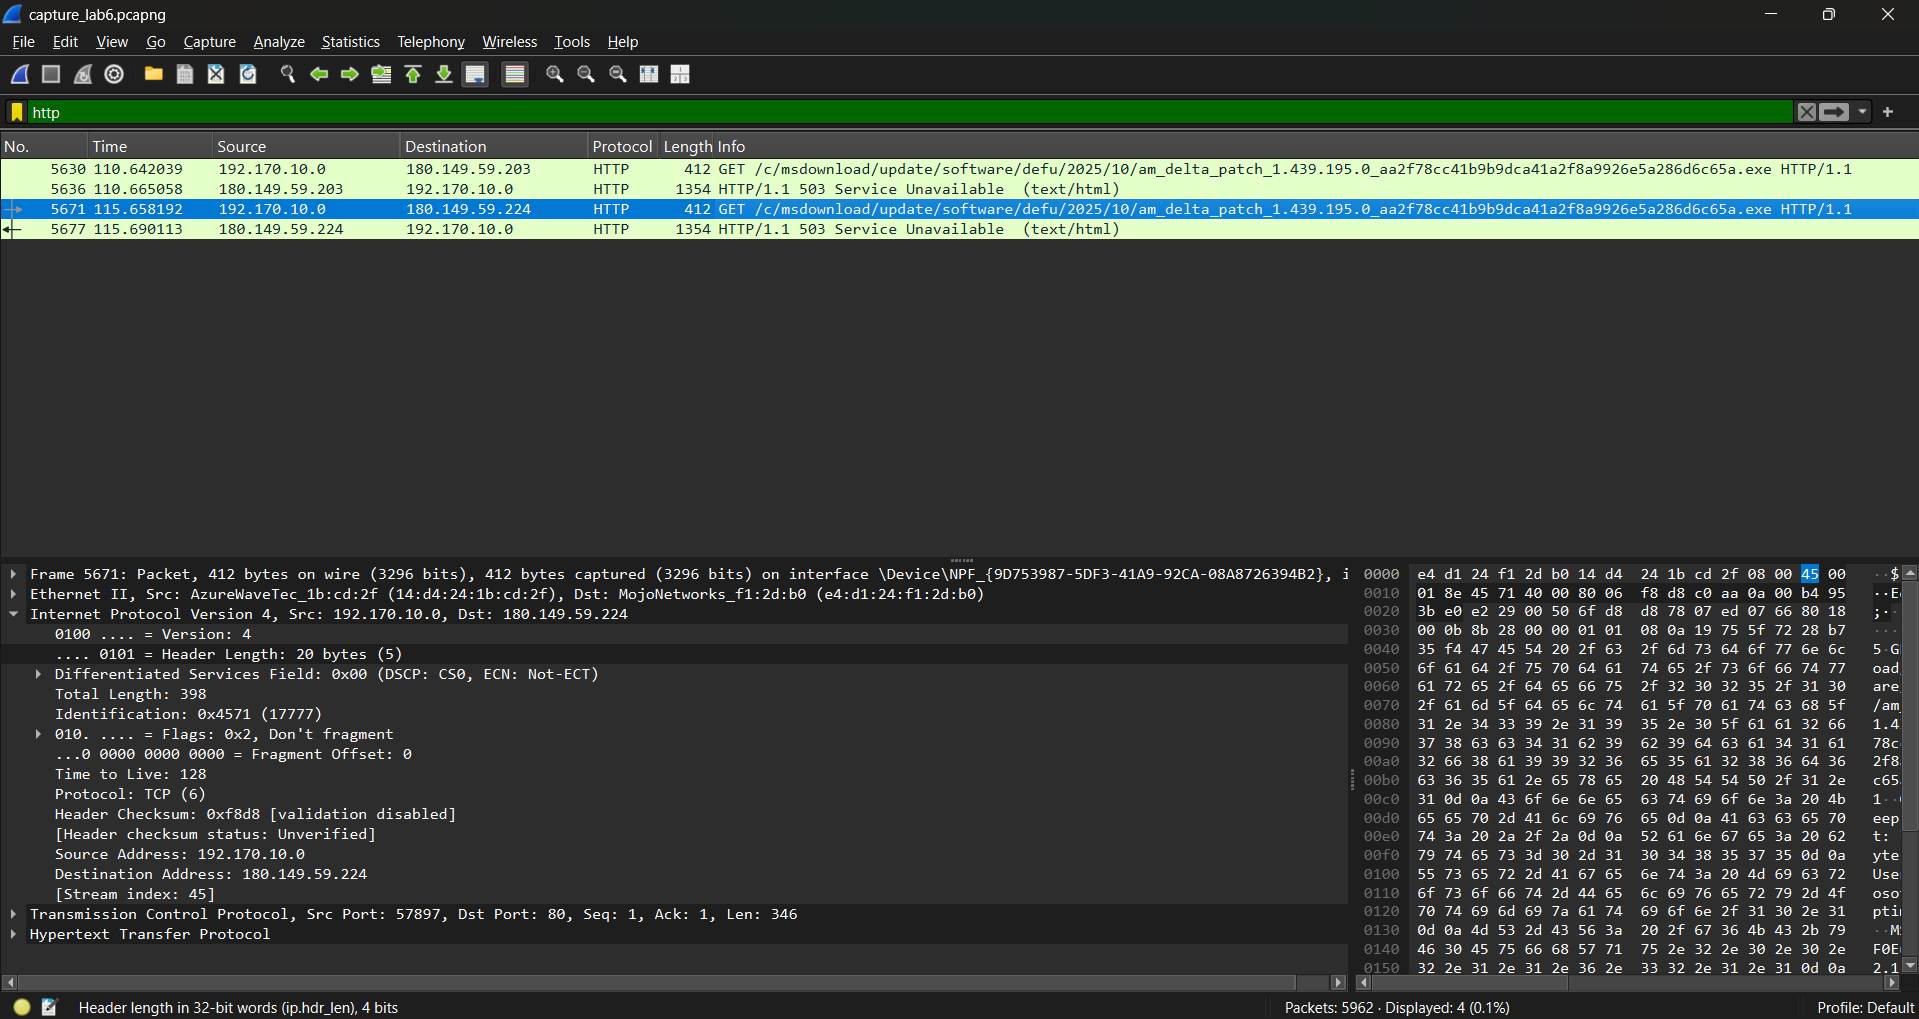 capture_lab6.pcapng
File Edit View Go Capture Analyze Statistics Telephony Wireless Tools Help
http
No. Time Source Destination Protocol Length Info
5630 110.642039 192.170.10.0 180.149.59.203 HTTP 412 GET /c/msdownload/update/software/defu/2025/10/am_delta_patch_1.439.195.0_aa2f78cc41b9b9dca41a2f8a9926e5a286d6c65a.exe HTTP/1.1
5636 110.665058 180.149.59.203 192.170.10.0 HTTP 1354 HTTP/1.1 503 Service Unavailable (text/html)
5671 115.658192 192.170.10.0 180.149.59.224 HTTP 412 GET /c/msdownload/update/software/defu/2025/10/am_delta_patch_1.439.195.0_aa2f78cc41b9b9dca41a2f8a9926e5a286d6c65a.exe HTTP/1.1
5677 115.690113 180.149.59.224 192.170.10.0 HTTP 1354 HTTP/1.1 503 Service Unavailable (text/html)
Frame 5671: Packet, 412 bytes on wire (3296 bits), 412 bytes captured (3296 bits) on interface \Device\NPF_{9D753987-5DF3-41A9-92CA-08A8726394B2}, i
Ethernet II, Src: AzureWaveTec_1b:cd:2f (14:d4:24:1b:cd:2f), Dst: MojoNetworks_f1:2d:b0 (e4:d1:24:f1:2d:b0)
Internet Protocol Version 4, Src: 192.170.10.0, Dst: 180.149.59.224
0100 .... = Version: 4
.... 0101 = Header Length: 20 bytes (5)
Differentiated Services Field: 0x00 (DSCP: CS0, ECN: Not-ECT)
Total Length: 398
Identification: 0x4571 (17777)
010. .... = Flags: 0x2, Don't fragment
...0 0000 0000 0000 = Fragment Offset: 0
Time to Live: 128
Protocol: TCP (6)
Header Checksum: 0xf8d8 [validation disabled]
[Header checksum status: Unverified]
Source Address: 192.170.10.0
Destination Address: 180.149.59.224
[Stream index: 45]
Transmission Control Protocol, Src Port: 57897, Dst Port: 80, Seq: 1, Ack: 1, Len: 346
Hypertext Transfer Protocol
0000 e4 d1 24 f1 2d b0 14 d4 24 1b cd 2f 08 00 45 00 ··$
0010 01 8e 45 71 40 00 80 06 f8 d8 c0 aa 0a 00 b4 95 ··E
0020 3b e0 e2 29 00 50 6f d8 d8 78 07 ed 07 66 80 18 ;··
0030 00 0b 8b 28 00 00 01 01 08 0a 19 75 5f 72 28 b7 ···
0040 35 f4 47 45 54 20 2f 63 2f 6d 73 64 6f 77 6e 6c 5·G
0050 6f 61 64 2f 75 70 64 61 74 65 2f 73 6f 66 74 77 oad
0060 61 72 65 2f 64 65 66 75 2f 32 30 32 35 2f 31 30 are
0070 2f 61 6d 5f 64 65 6c 74 61 5f 70 61 74 63 68 5f /am
0080 31 2e 34 33 39 2e 31 39 35 2e 30 5f 61 61 32 66 1.4
0090 37 38 63 63 34 31 62 39 62 39 64 63 61 34 31 61 78c
00a0 32 66 38 61 39 39 32 36 65 35 61 32 38 36 64 36 2f8
00b0 63 36 35 61 2e 65 78 65 20 48 54 54 50 2f 31 2e c65
00c0 31 0d 0a 43 6f 6e 6e 65 63 74 69 6f 6e 3a 20 4b 1··
00d0 65 65 70 2d 41 6c 69 76 65 0d 0a 41 63 63 65 70 eep
00e0 74 3a 20 2a 2f 2a 0d 0a 52 61 6e 67 65 3a 20 62 t:
00f0 79 74 65 73 3d 30 2d 31 30 34 38 35 37 35 0d 0a yte
0100 55 73 65 72 2d 41 67 65 6e 74 3a 20 4d 69 63 72 Use
0110 6f 73 6f 66 74 2d 44 65 6c 69 76 65 72 79 2d 4f oso
0120 70 74 69 6d 69 7a 61 74 69 6f 6e 2f 31 30 2e 31 pti
0130 0d 0a 4d 53 2d 43 56 3a 20 2f 67 36 4b 43 2b 79 ··M
0140 46 30 45 75 66 68 57 71 75 2e 32 2e 30 2e 30 2e F0E
0150 32 2e 31 2e 31 2e 36 2e 33 32 2e 31 2e 31 0d 0a 2.1
Header length in 32-bit words (ip.hdr_len), 4 bits
Packets: 5962 · Displayed: 4 (0.1%)
Profile: Default